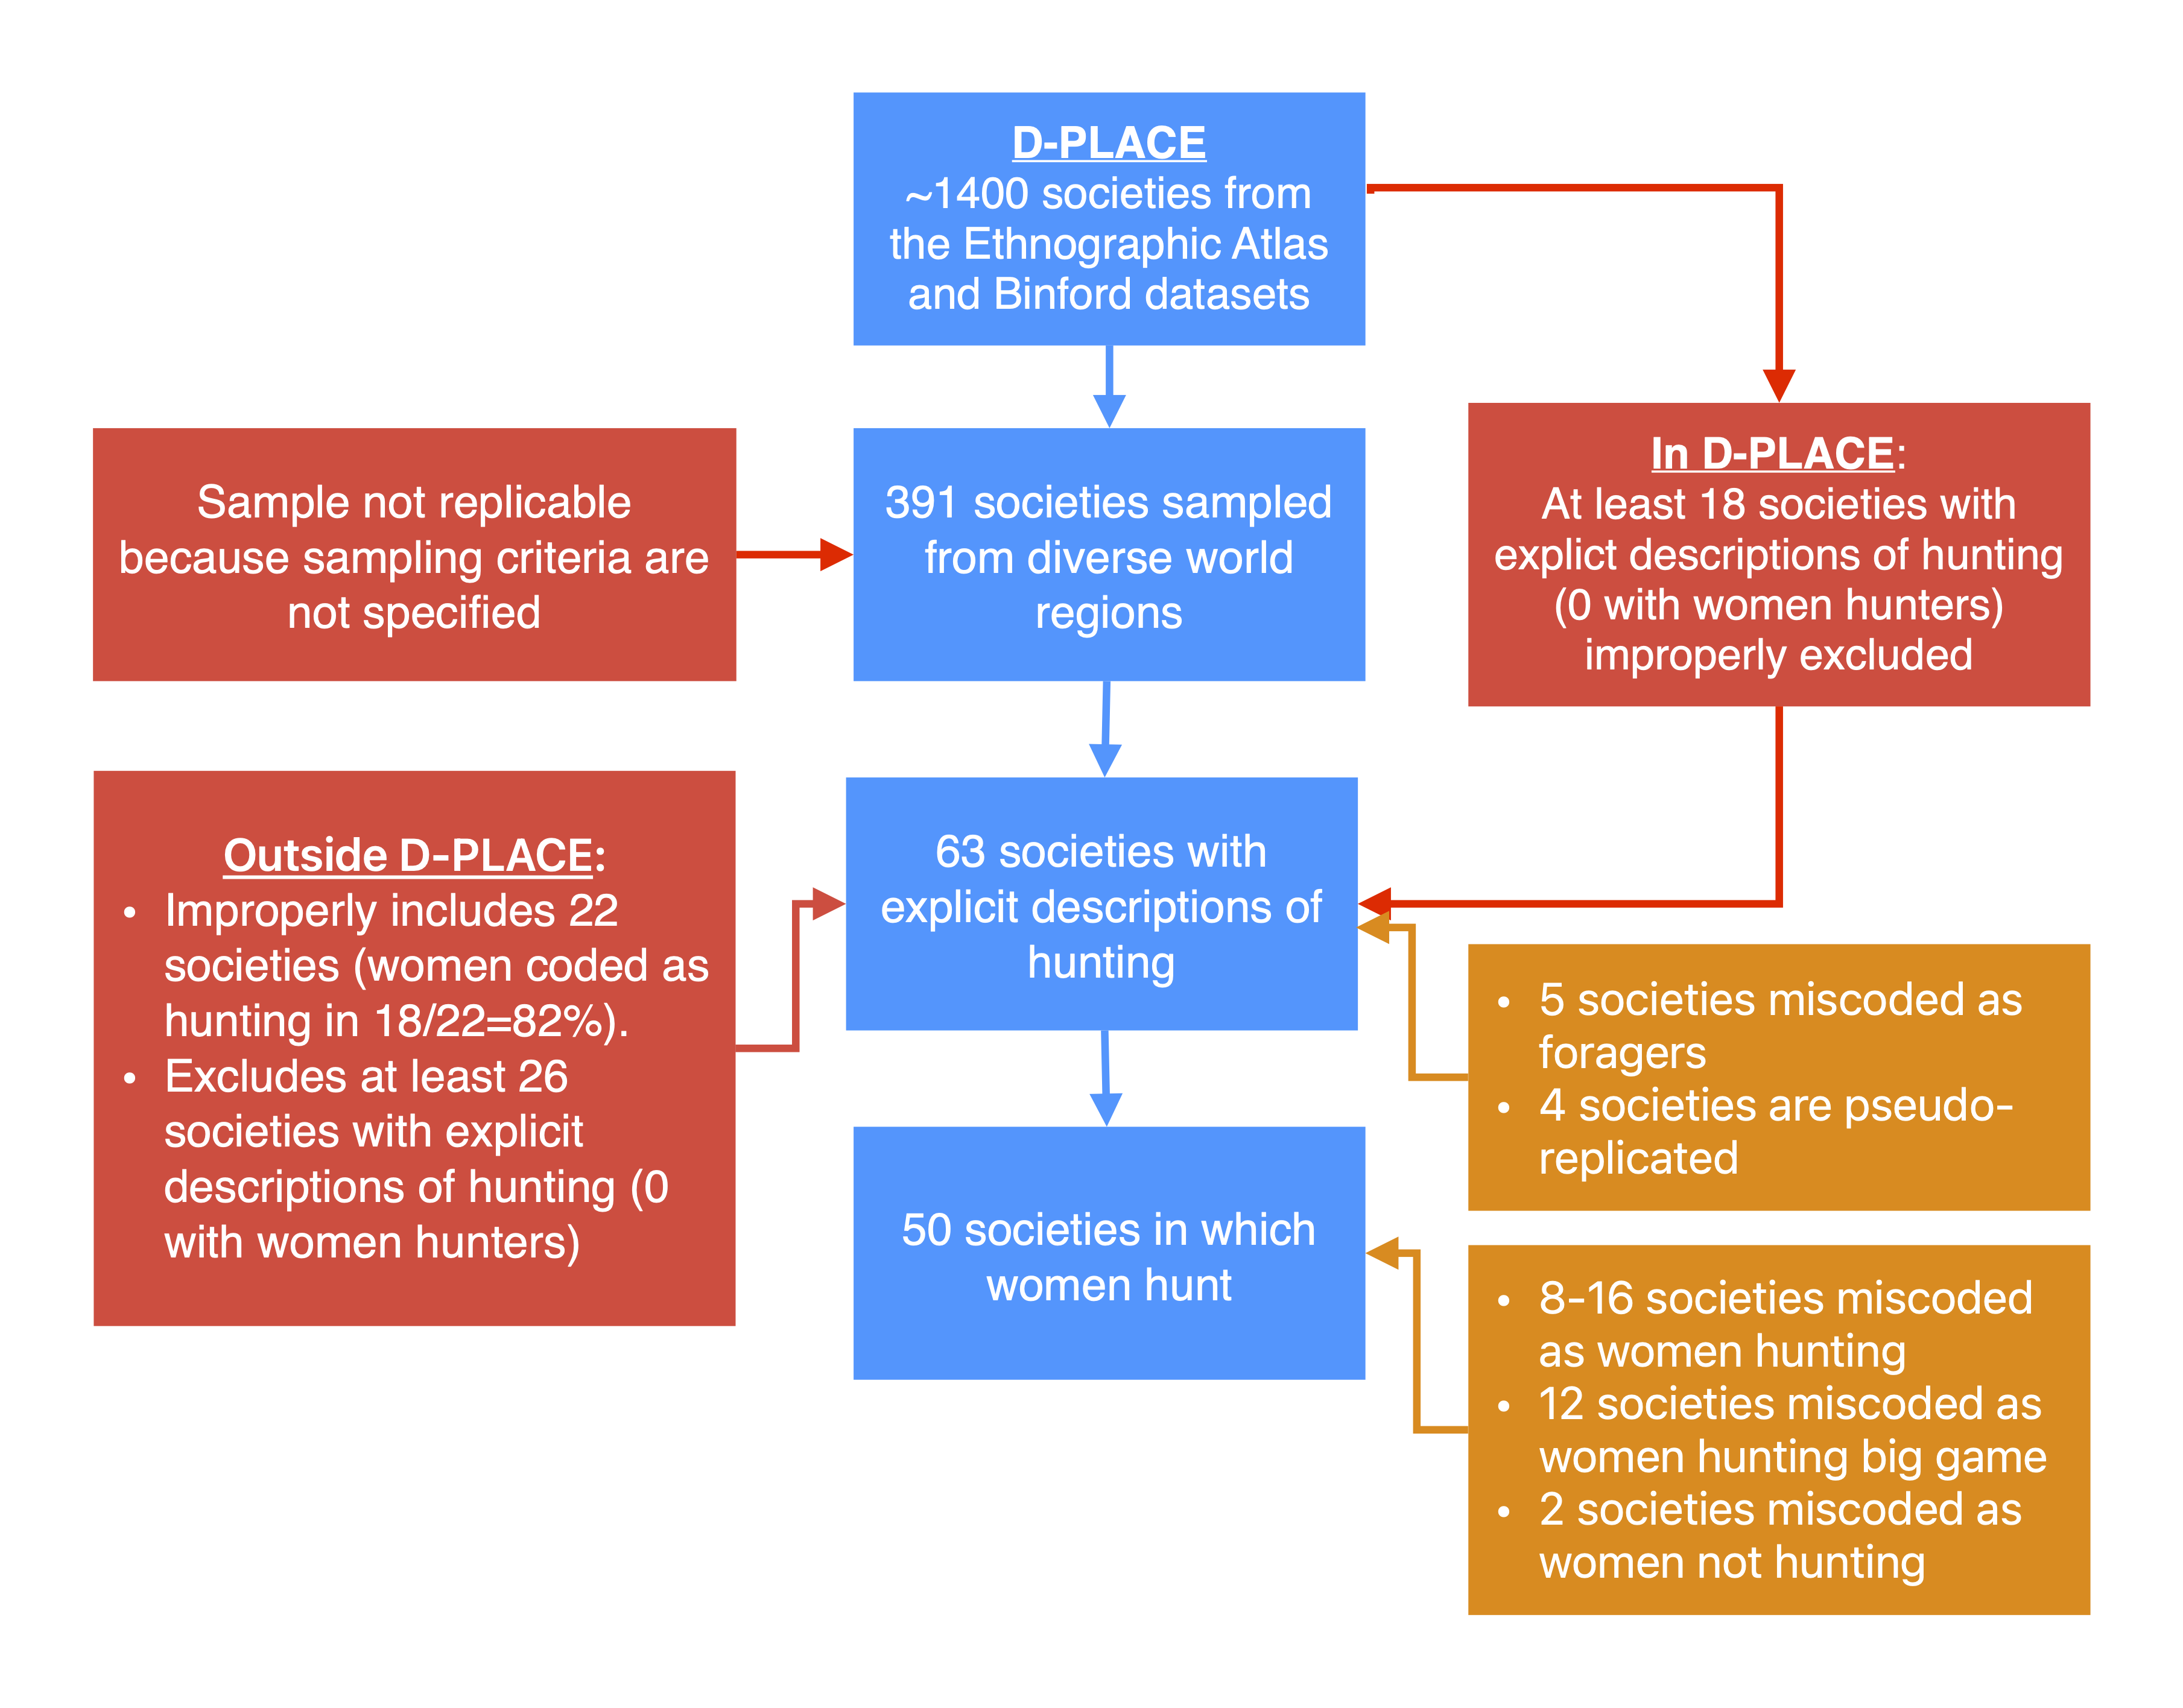 D-PLACE
~1400 societies from
the Ethnographic Atlas
and Binford datasets
Sample not replicable
because sampling criteria are
not specified
391 societies sampled
from diverse world
regions
In D-PLACE:
At least 18 societies with
explict descriptions of hunting
(0 with women hunters)
improperly excluded
Outside D-PLACE:
• Improperly includes 22
societies (women coded as
hunting in 18/22=82%).
• Excludes at least 26
societies with explicit
descriptions of hunting (0
with women hunters)
63 societies with
explicit descriptions of
hunting
• 5 societies miscoded as
foragers
• 4 societies are pseudo-
replicated
50 societies in which
women hunt
• 8-16 societies miscoded
as women hunting
• 12 societies miscoded as
women hunting big game
• 2 societies miscoded as
women not hunting